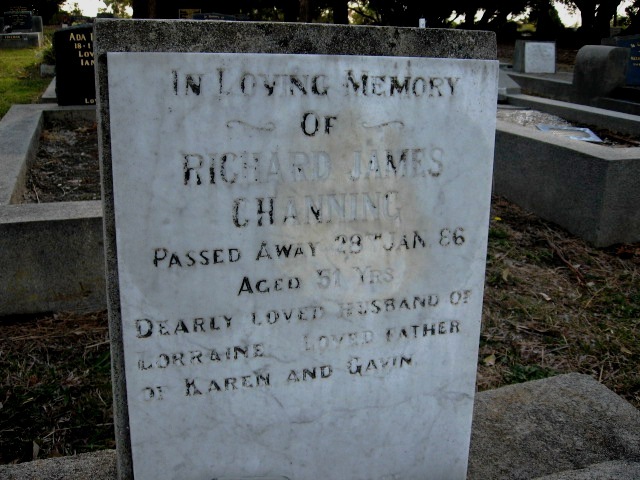 IN LOVING MEMORY
OF
RICHARD JAMES
CHANNING
PASSED AWAY 29TH JAN 86
AGED 51 YRS
DEARLY LOVED HUSBAND OF
LORRAINE LOVED FATHER
OF KAREN AND GAVIN
ADA